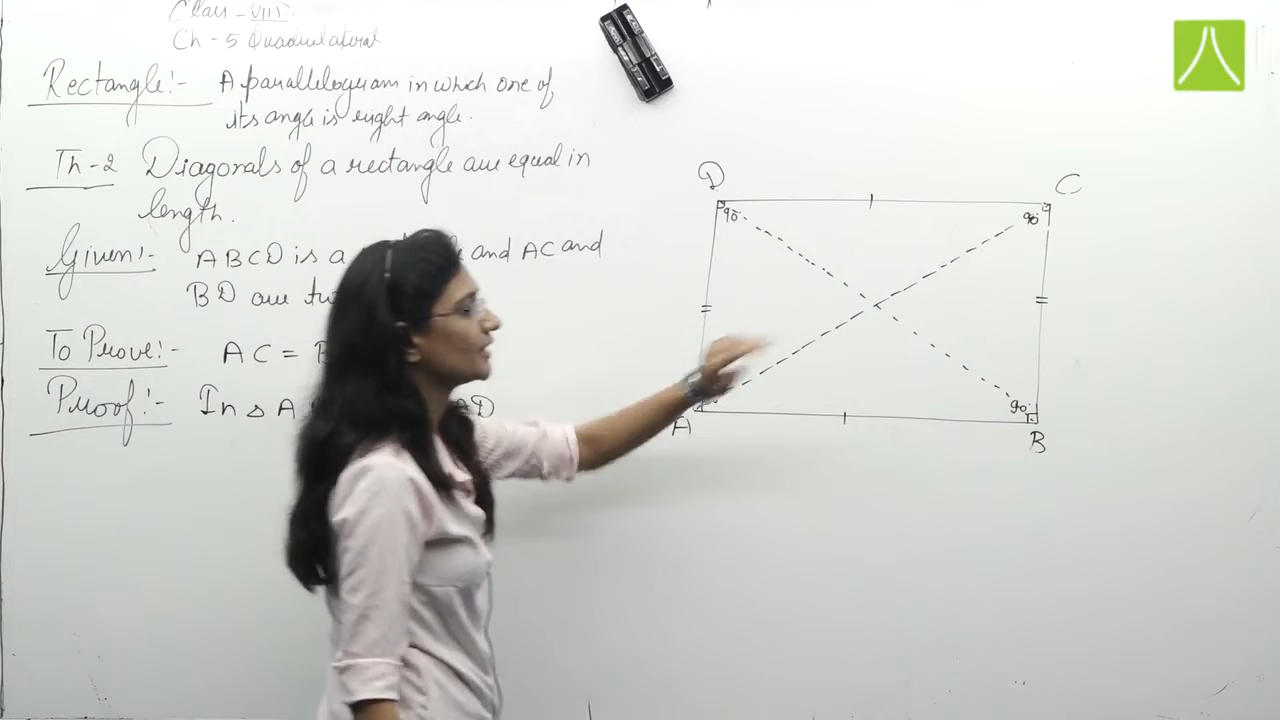 Class - VIII
Ch - 5 Quadrilateral
Rectangle:- A parallelogram in which one of
its angle is right angle.
Th-2 Diagonals of a rectangle are equal in
length.
Given:- ABCD is a and AC and
BD are
To Prove:- AC =
Proof:- In △ A AD
D
C
90°
90°
90°
A
B